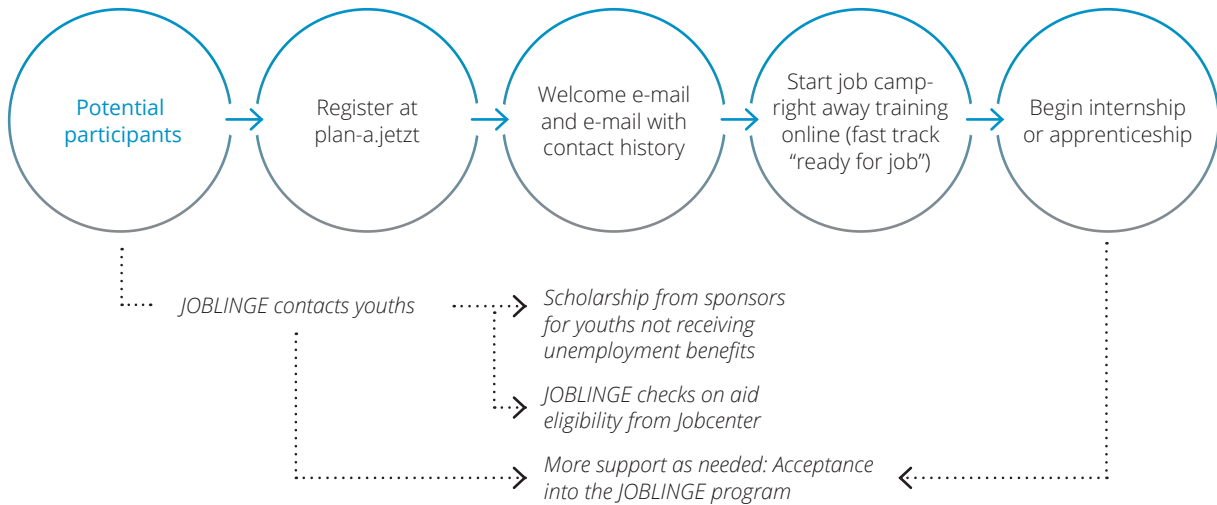 Potential
participants
Register at
plan-a.jetzt
Welcome e-mail
and e-mail with
contact history
Start job camp-
right away training
online (fast track
“ready for job”)
Begin internship
or apprenticeship
JOBLINGE contacts youths
Scholarship from sponsors
for youths not receiving
unemployment benefits
JOBLINGE checks on aid
eligibility from Jobcenter
More support as needed: Acceptance
into the JOBLINGE program